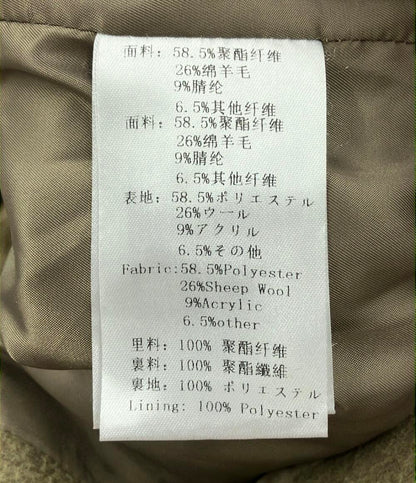 面料: 58.5%聚酯纤维
26%绵羊毛
9%腈纶
6.5%其他纤维
面料: 58.5%聚酯纤维
26%绵羊毛
9%腈纶
6.5%其他纤维
表地: 58.5%ポリエステル
26%ウール
9%アクリル
6.5%その他
Fabric:58.5%Polyester
26%Sheep Wool
9%Acrylic
6.5%other
里料: 100% 聚酯纤维
裏料: 100% 聚酯纖維
裏地: 100% ポリエステル
Lining: 100% Polyester